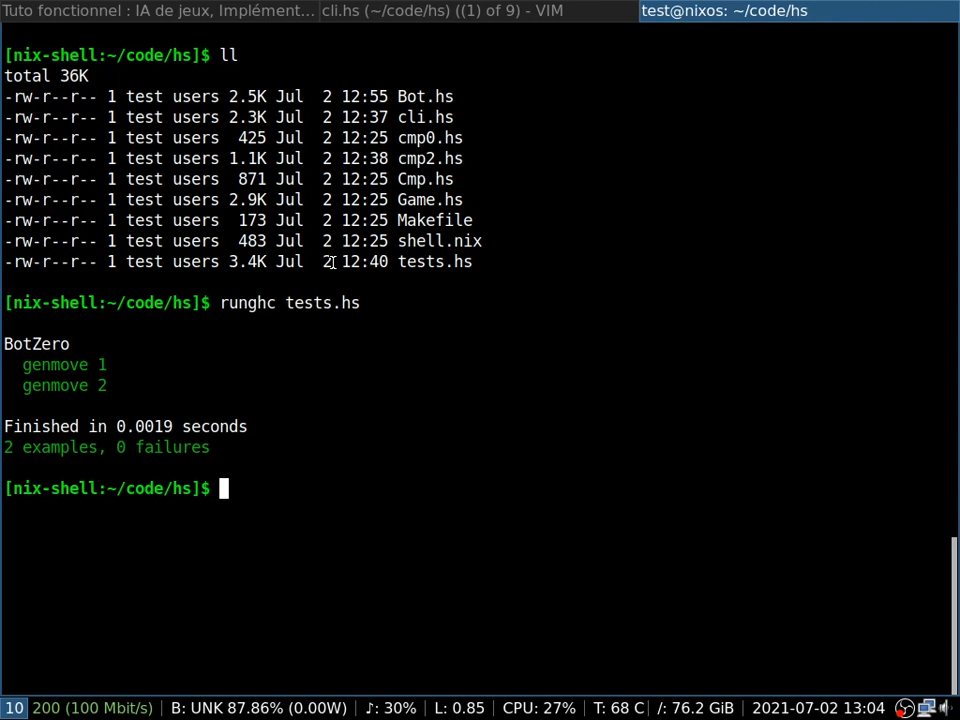 Tuto fonctionnel : IA de jeux, Implément... cli.hs (~/code/hs) ((1) of 9) - VIM test@nixos: ~/code/hs
[nix-shell:~/code/hs]$ ll
total 36K
-rw-r--r-- 1 test users 2.5K Jul  2 12:55 Bot.hs
-rw-r--r-- 1 test users 2.3K Jul  2 12:37 cli.hs
-rw-r--r-- 1 test users  425 Jul  2 12:25 cmp0.hs
-rw-r--r-- 1 test users 1.1K Jul  2 12:38 cmp2.hs
-rw-r--r-- 1 test users  871 Jul  2 12:25 Cmp.hs
-rw-r--r-- 1 test users 2.9K Jul  2 12:25 Game.hs
-rw-r--r-- 1 test users  173 Jul  2 12:25 Makefile
-rw-r--r-- 1 test users  483 Jul  2 12:25 shell.nix
-rw-r--r-- 1 test users 3.4K Jul  2 12:40 tests.hs
[nix-shell:~/code/hs]$ runghc tests.hs
BotZero
  genmove 1
  genmove 2
Finished in 0.0019 seconds
2 examples, 0 failures
[nix-shell:~/code/hs]$
10 200 (100 Mbit/s) | B: UNK 87.86% (0.00W) | ♪: 30% | L: 0.85 | CPU: 27% | T: 68 C | /: 76.2 GiB | 2021-07-02 13:04